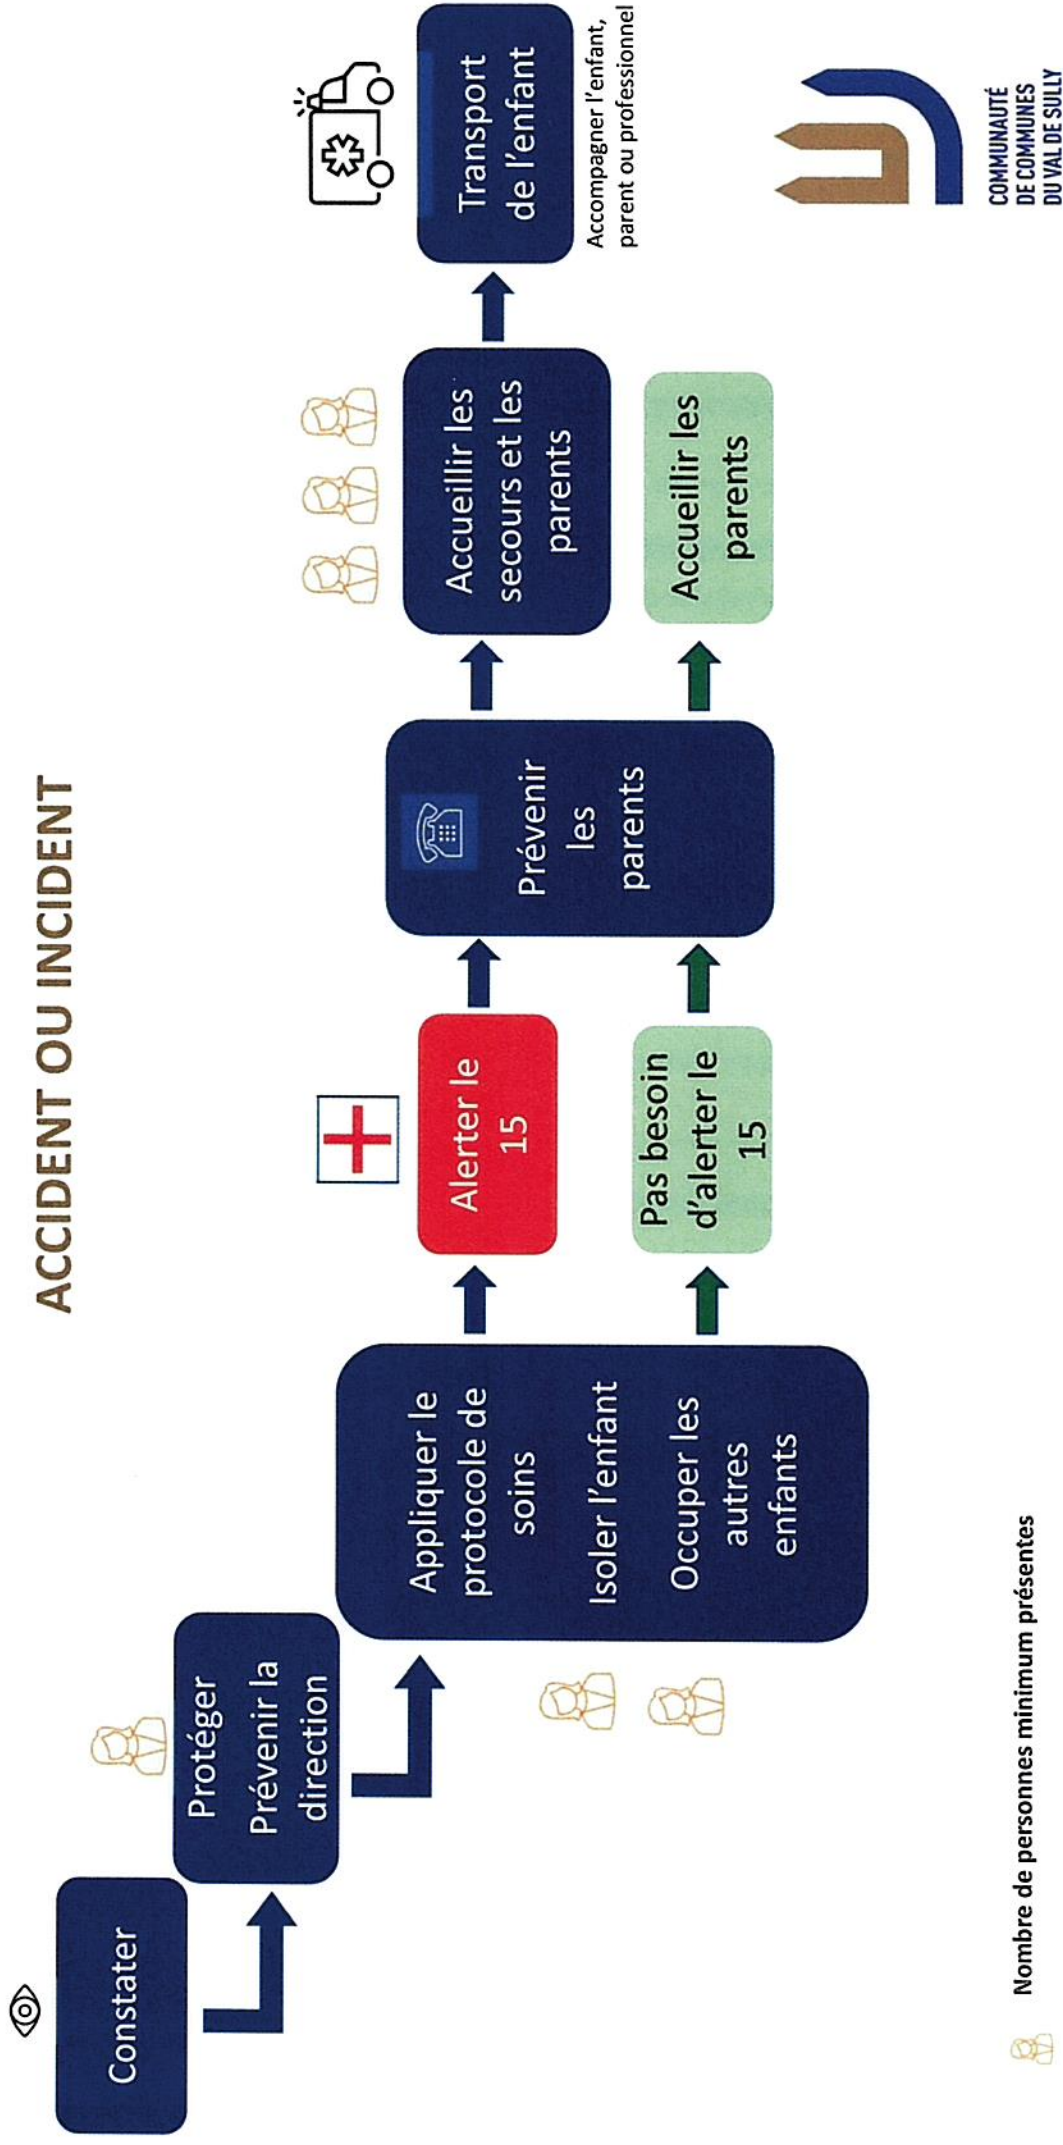 ACCIDENT OU INCIDENT
Constater
Protéger
Prévenir la
direction
Appliquer le
protocole de
soins
Isoler l'enfant
Occuper les
autres
enfants
Alerter le
15
Pas besoin
d'alerter le
15
Prévenir
les
parents
Accueillir les
secours et les
parents
Accueillir les
parents
Transport
de l'enfant
Accompagner l'enfant,
parent ou professionnel
Nombre de personnes minimum présentes
COMMUNAUTÉ
DE COMMUNES
DU VAL DE SULLY